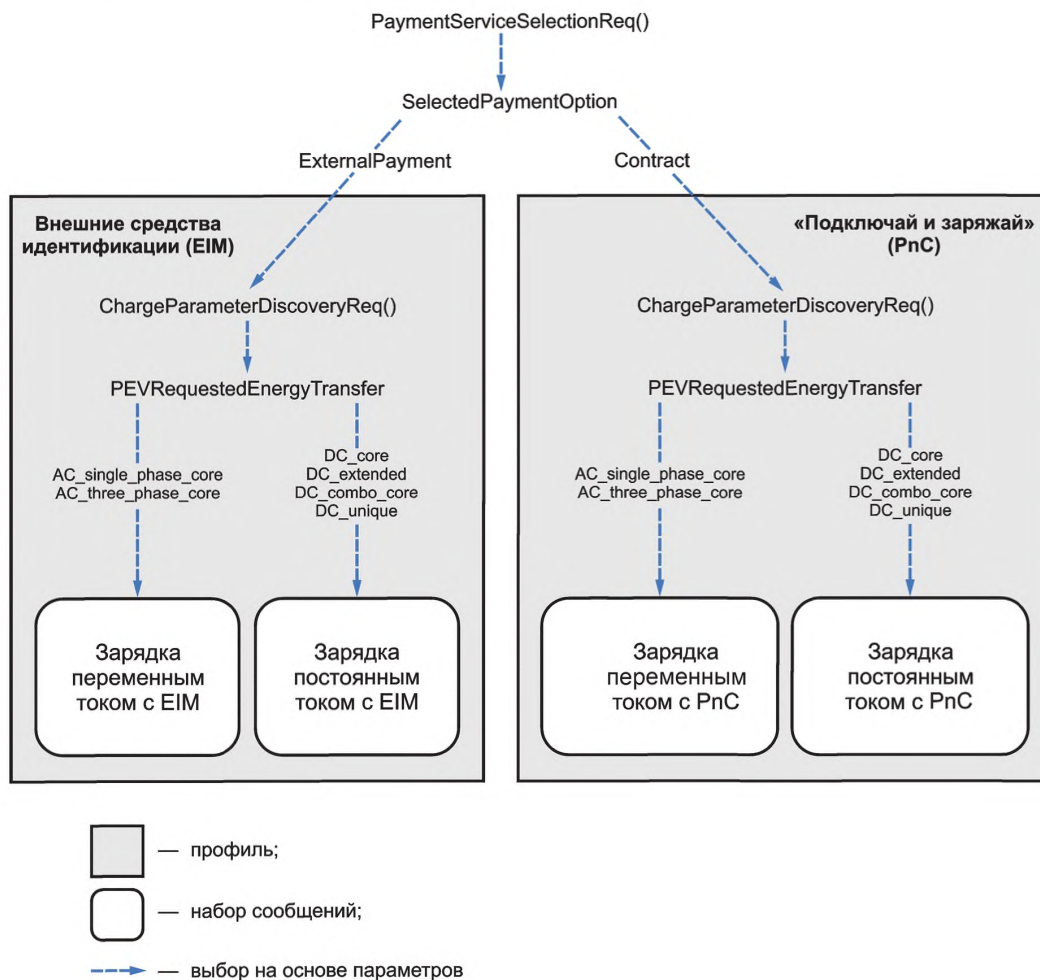 PaymentServiceSelectionReq()
SelectedPaymentOption
ExternalPayment
Contract
Внешние средства
идентификации (EIM)
ChargeParameterDiscoveryReq()
PEVRequestedEnergyTransfer
AC_single_phase_core
AC_three_phase_core
DC_core
DC_extended
DC_combo_core
DC_unique
Зарядка
переменным
током с EIM
Зарядка
постоянным
током с EIM
«Подключай и заряжай»
(PnC)
ChargeParameterDiscoveryReq()
PEVRequestedEnergyTransfer
AC_single_phase_core
AC_three_phase_core
DC_core
DC_extended
DC_combo_core
DC_unique
Зарядка
переменным
током с PnC
Зарядка
постоянным
током с PnC
— профиль;
— набор сообщений;
— выбор на основе параметров